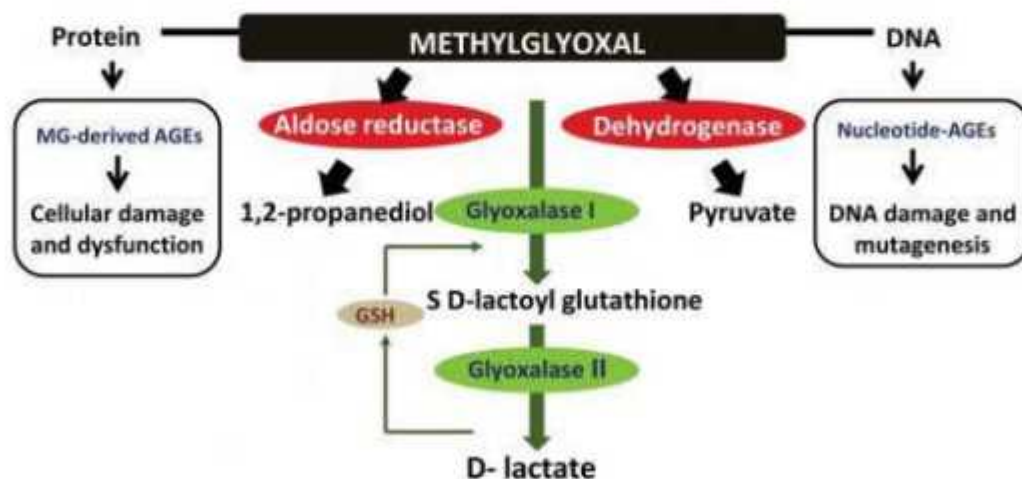 Protein
METHYLGLYOXAL
DNA
Aldose reductase
Dehydrogenase
MG-derived AGEs
Nucleotide-AGEs
1,2-propanediol
Glyoxalase I
Pyruvate
Cellular damage
and dysfunction
DNA damage and
mutagenesis
S D-lactoyl glutathione
GSH
Glyoxalase II
D- lactate